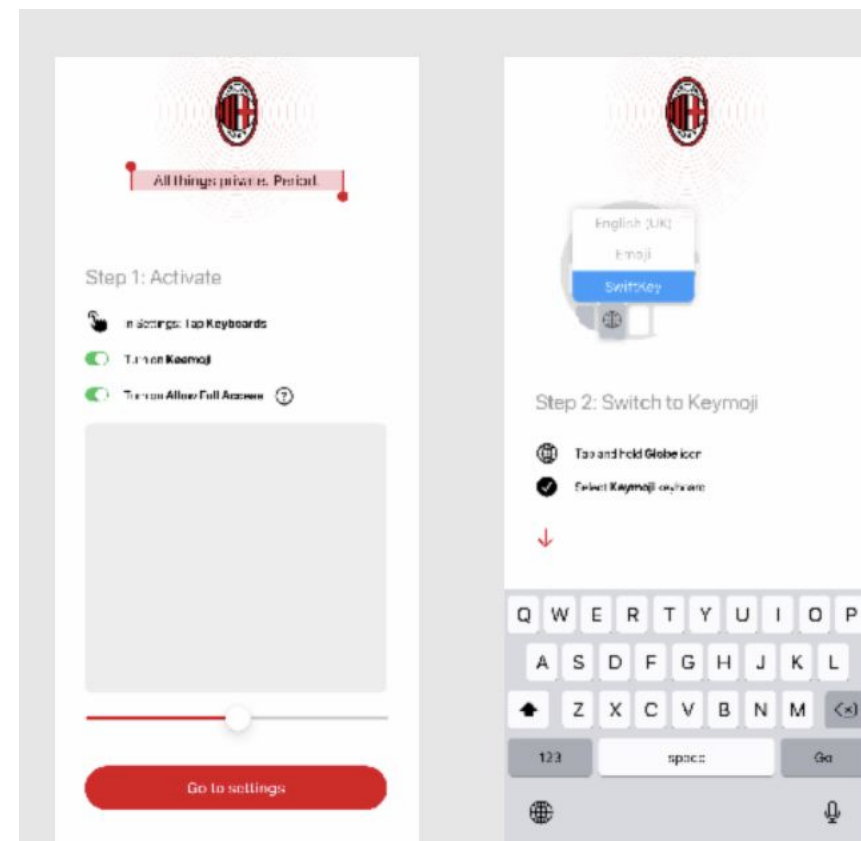 All things private. Period.
Step 1: Activate
In Settings: Tap Keyboards
Turn on Keemoji
Turn on Allow Full Access ?
Go to settings
English (UK)
Emoji
SwiftKey
Step 2: Switch to Keymoji
Tap and hold Globe icon
Select Keymoji keyboard
Q W E R T Y U I O P
A S D F G H J K L
Z X C V B N M
123 space Go